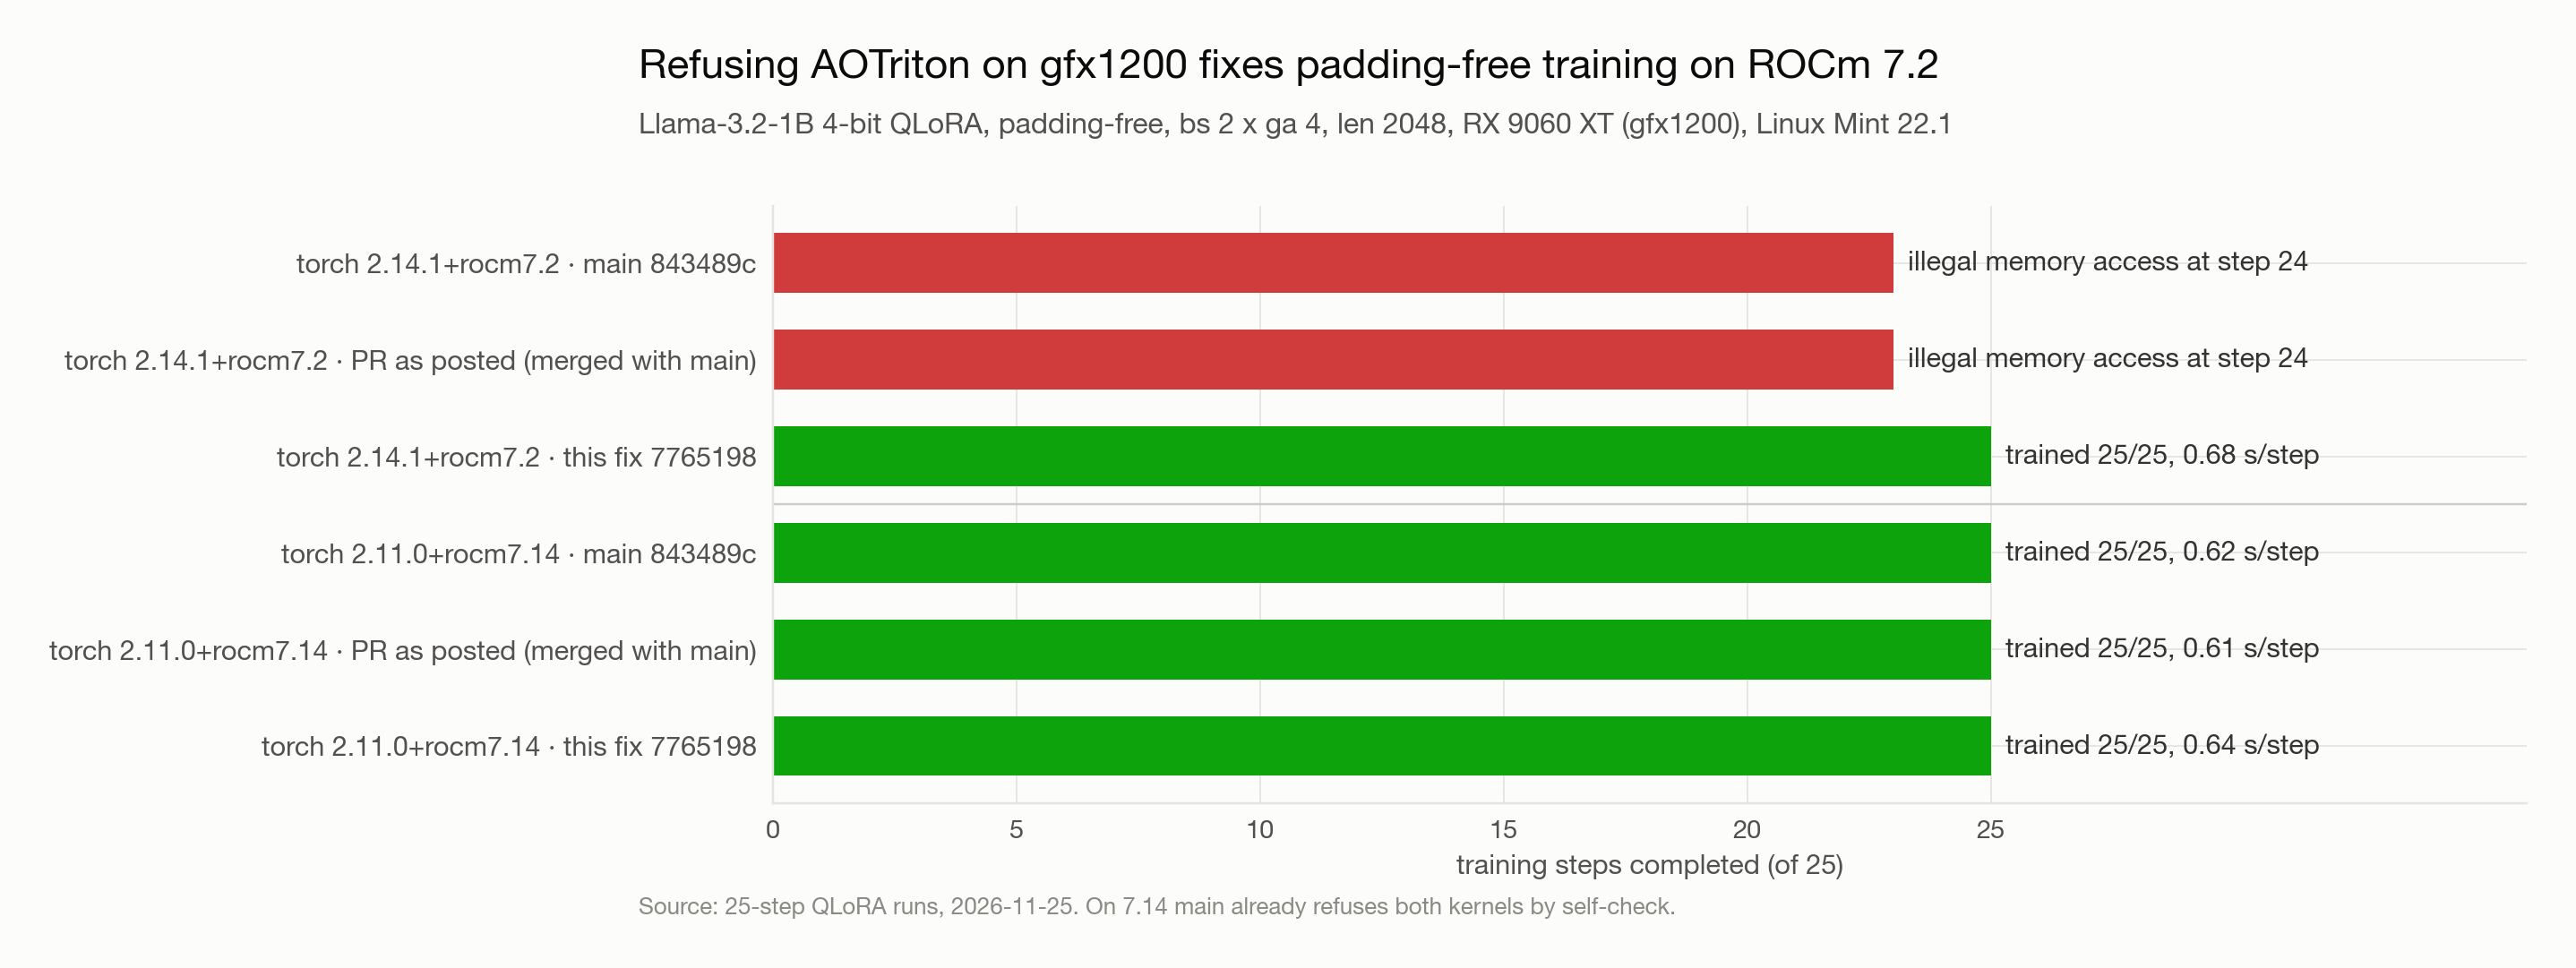 Refusing AOTriton on gfx1200 fixes padding-free training on ROCm 7.2
Llama-3.2-1B 4-bit QLoRA, padding-free, bs 2 x ga 4, len 2048, RX 9060 XT (gfx1200), Linux Mint 22.1
torch 2.14.1+rocm7.2 · main 843489c
illegal memory access at step 24
torch 2.14.1+rocm7.2 · PR as posted (merged with main)
illegal memory access at step 24
torch 2.14.1+rocm7.2 · this fix 7765198
trained 25/25, 0.68 s/step
torch 2.11.0+rocm7.14 · main 843489c
trained 25/25, 0.62 s/step
torch 2.11.0+rocm7.14 · PR as posted (merged with main)
trained 25/25, 0.61 s/step
torch 2.11.0+rocm7.14 · this fix 7765198
trained 25/25, 0.64 s/step
0 5 10 15 20 25
training steps completed (of 25)
Source: 25-step QLoRA runs, 2026-11-25. On 7.14 main already refuses both kernels by self-check.